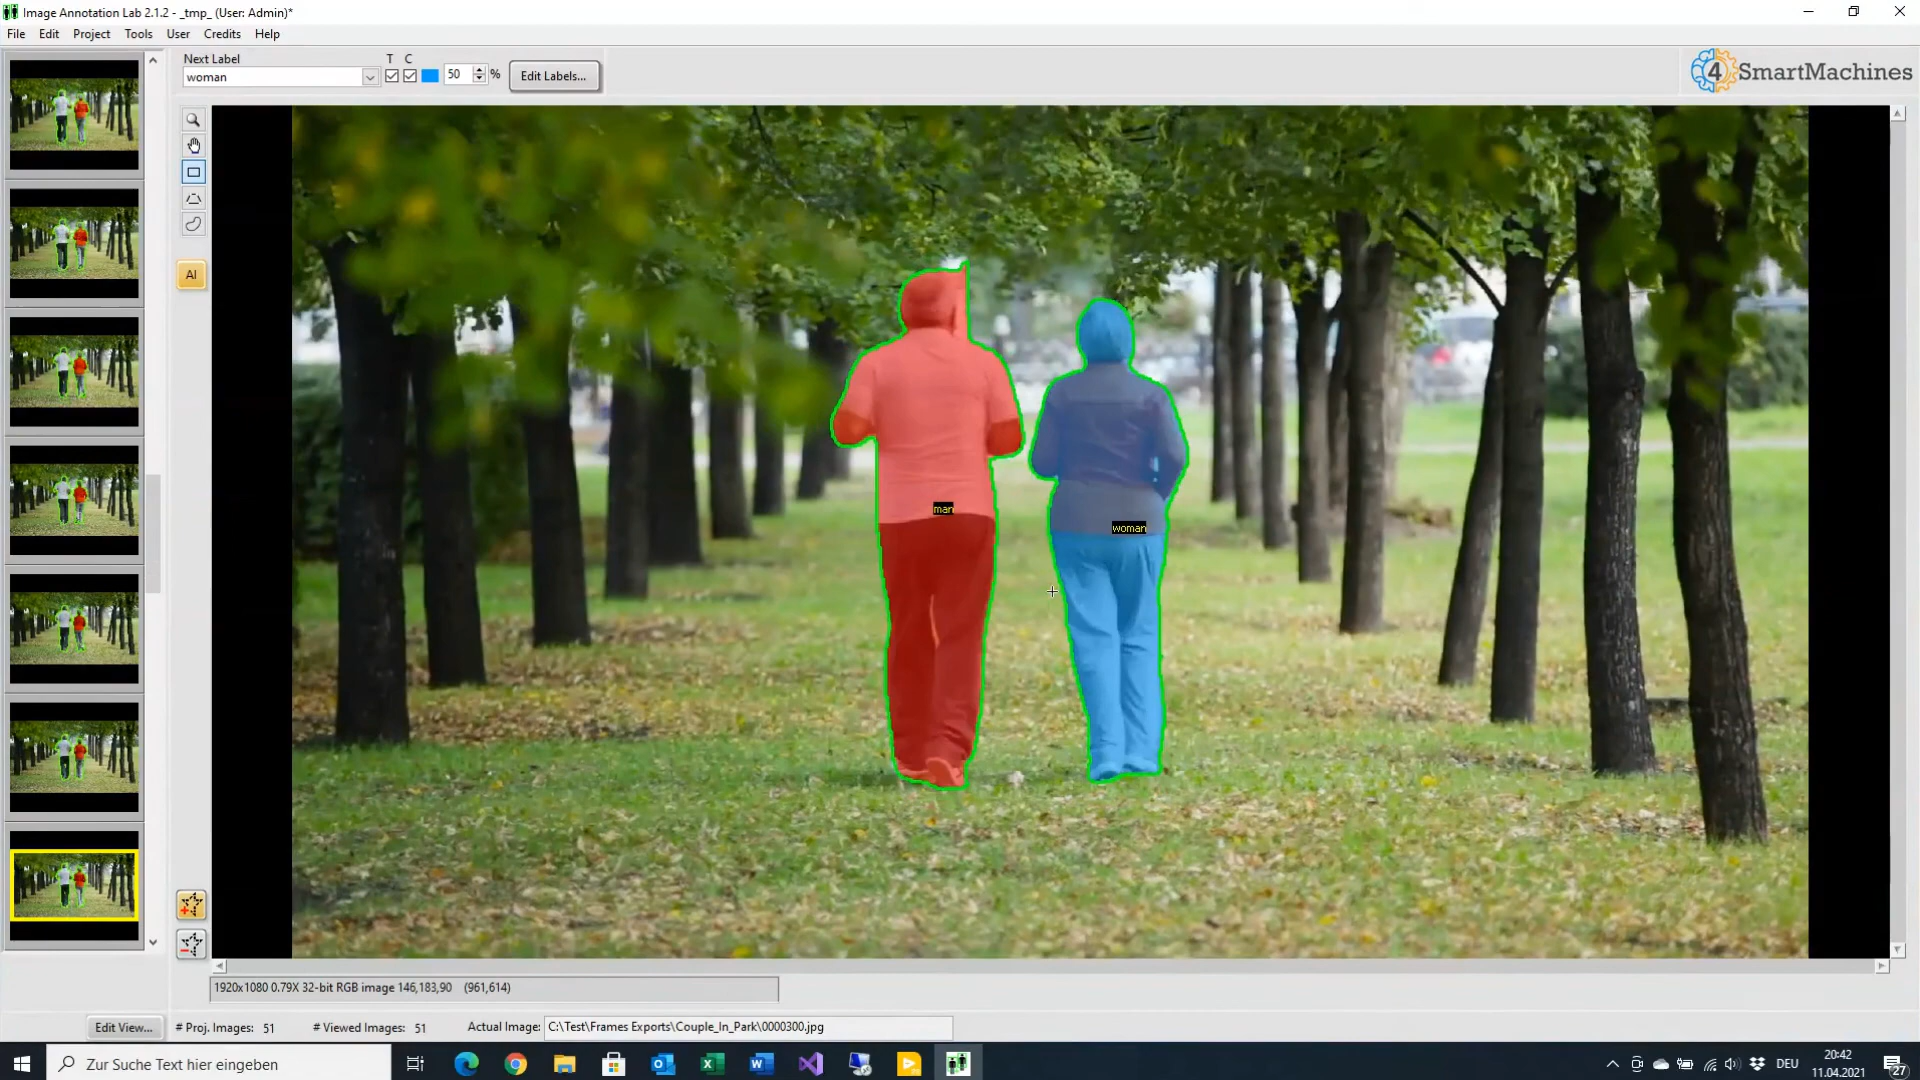 Image Annotation Lab 2.1.2 - _tmp_ (User: Admin)*
File Edit Project Tools User Credits Help
Next Label T C
woman 50 % Edit Labels...
4SmartMachines
AI
man
woman
1920x1080 0.79X 32-bit RGB image 146,183,90 (961,614)
Edit View... # Proj. Images: 51 # Viewed Images: 51 Actual Image: C:\Test\Frames Exports\Couple_In_Park\0000300.jpg
Zur Suche Text hier eingeben
DEU
20:42
11.04.2021
27